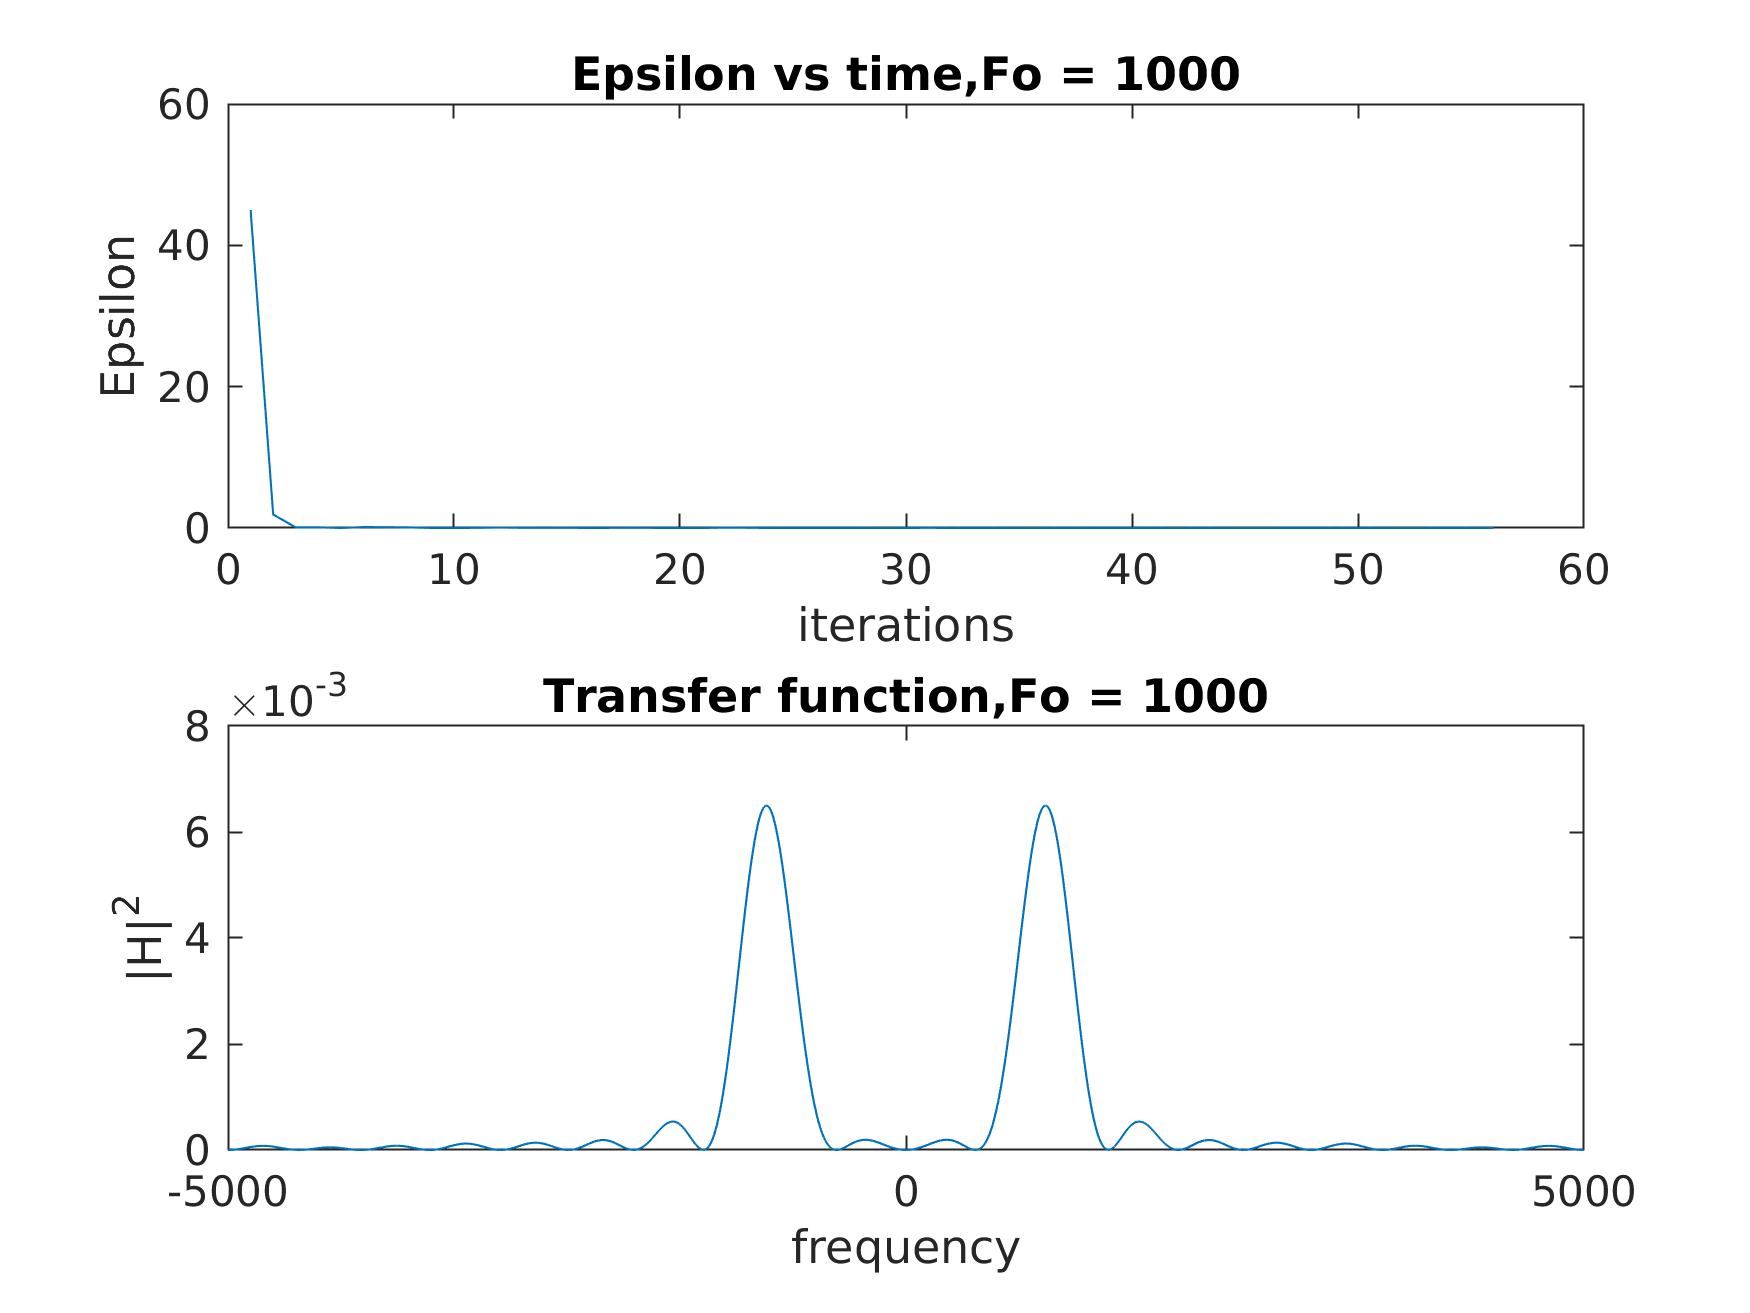 Epsilon vs time,Fo = 1000
60
40
20
0
Epsilon
0 10 20 30 40 50 60
iterations
×10⁻³
Transfer function,Fo = 1000
8
6
4
2
0
|H|²
-5000 0 5000
frequency